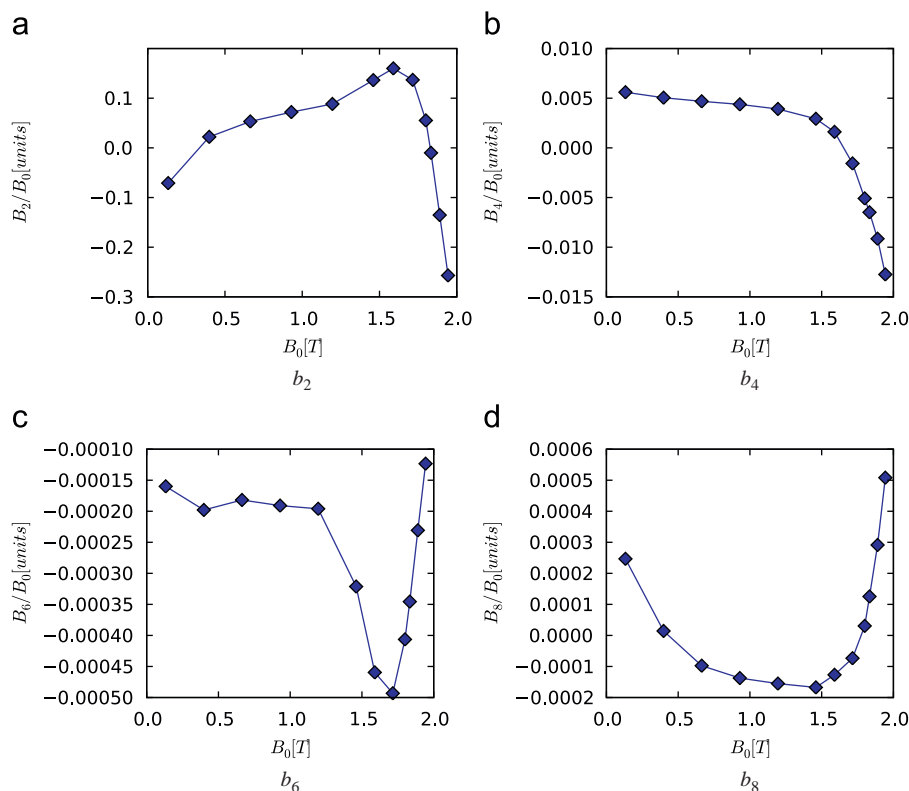 a
0.1
0.0
−0.1
−0.2
−0.3
B₂/B₀[units]
0.0 0.5 1.0 1.5 2.0
B₀[T]
b₂
b
0.010
0.005
0.000
−0.005
−0.010
−0.015
B₄/B₀[units]
0.0 0.5 1.0 1.5 2.0
B₀[T]
b₄
c
−0.00010
−0.00015
−0.00020
−0.00025
−0.00030
−0.00035
−0.00040
−0.00045
−0.00050
B₆/B₀[units]
0.0 0.5 1.0 1.5 2.0
B₀[T]
b₆
d
0.0006
0.0005
0.0004
0.0003
0.0002
0.0001
0.0000
−0.0001
−0.0002
B₈/B₀[units]
0.0 0.5 1.0 1.5 2.0
B₀[T]
b₈